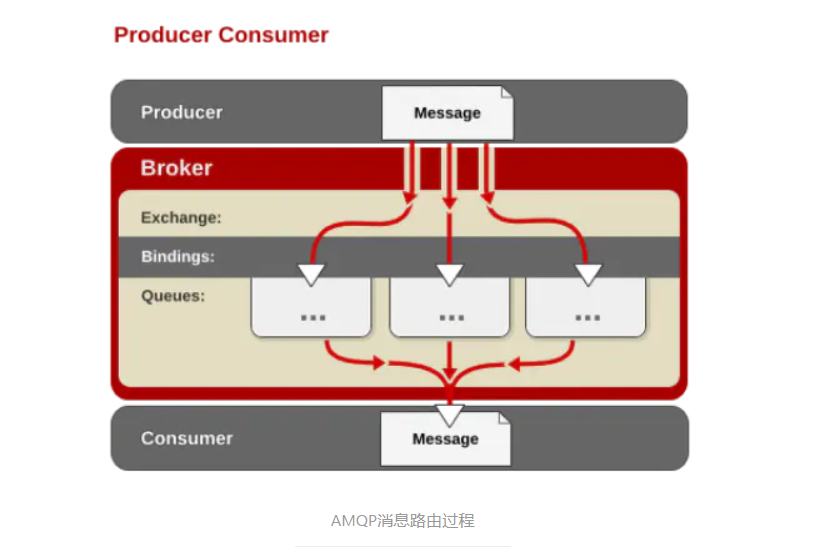 Producer Consumer
Producer
Message
Broker
Exchange:
Bindings:
Queues:
... ... ...
Consumer
Message
AMQP消息路由过程